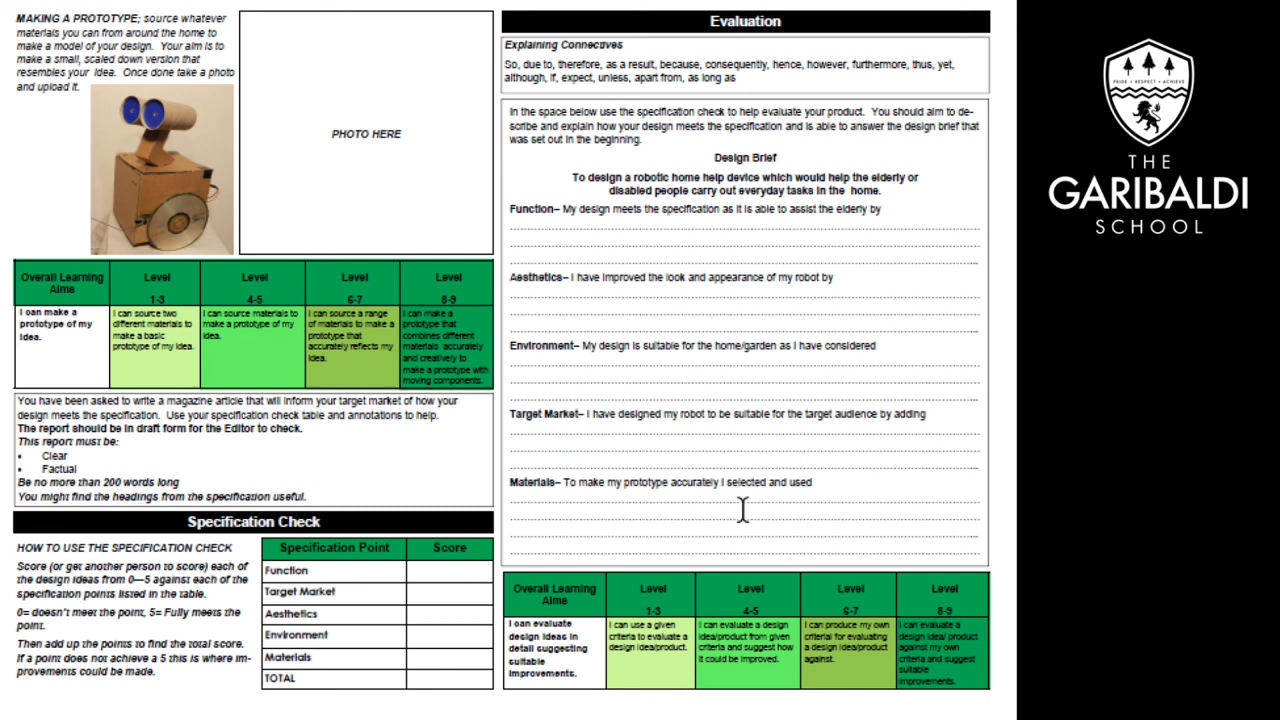 MAKING A PROTOTYPE; source whatever
materials you can from around the home to
make a model of your design. Your aim is to
make a small, scaled down version that
resembles your idea. Once done take a photo
and upload it.
PHOTO HERE
Overall Learning Aims
Level 1-3
Level 4-5
Level 6-7
Level 8-9
I can make a
prototype of my
idea.
I can source two
different materials to
make a basic
prototype of my idea.
I can source materials to
make a prototype of my
idea.
I can source a range
of materials to make a
prototype that
accurately reflects my
idea.
I can make a
prototype that
combines different
materials accurately
and creatively to
make a prototype with
moving components.
You have been asked to write a magazine article that will inform your target market of how your
design meets the specification. Use your specification check table and annotations to help.
The report should be in draft form for the Editor to check.
This report must be:
• Clear
• Factual
Be no more than 200 words long
You might find the headings from the specification useful.
Specification Check
HOW TO USE THE SPECIFICATION CHECK
Score (or get another person to score) each of
the design ideas from 0—5 against each of the
specification points listed in the table.
0= doesn't meet the point, 5= Fully meets the
point.
Then add up the points to find the total score.
If a point does not achieve a 5 this is where im-
provements could be made.
Specification Point Score
Function
Target Market
Aesthetics
Environment
Materials
TOTAL
Evaluation
Explaining Connectives
So, due to, therefore, as a result, because, consequently, hence, however, furthermore, thus, yet,
although, if, expect, unless, apart from, as long as
In the space below use the specification check to help evaluate your product. You should aim to de-
scribe and explain how your design meets the specification and is able to answer the design brief that
was set out in the beginning.
Design Brief
To design a robotic home help device which would help the elderly or
disabled people carry out everyday tasks in the home.
Function– My design meets the specification as it is able to assist the elderly by
Aesthetics– I have improved the look and appearance of my robot by
Environment– My design is suitable for the home/garden as I have considered
Target Market– I have designed my robot to be suitable for the target audience by adding
Materials– To make my prototype accurately I selected and used
Overall Learning Aims
Level 1-3
Level 4-5
Level 6-7
Level 8-9
I can evaluate
design ideas in
detail suggesting
suitable
improvements.
I can use a given
criteria to evaluate a
design idea/product.
I can evaluate a design
idea/product from given
criteria and suggest how
it could be improved.
I can produce my own
criterial for evaluating
a design idea/product
against.
I can evaluate a
design idea/ product
against my own
criteria and suggest
suitable
improvements.
PRIDE • RESPECT • ACHIEVE
THE
GARIBALDI
SCHOOL